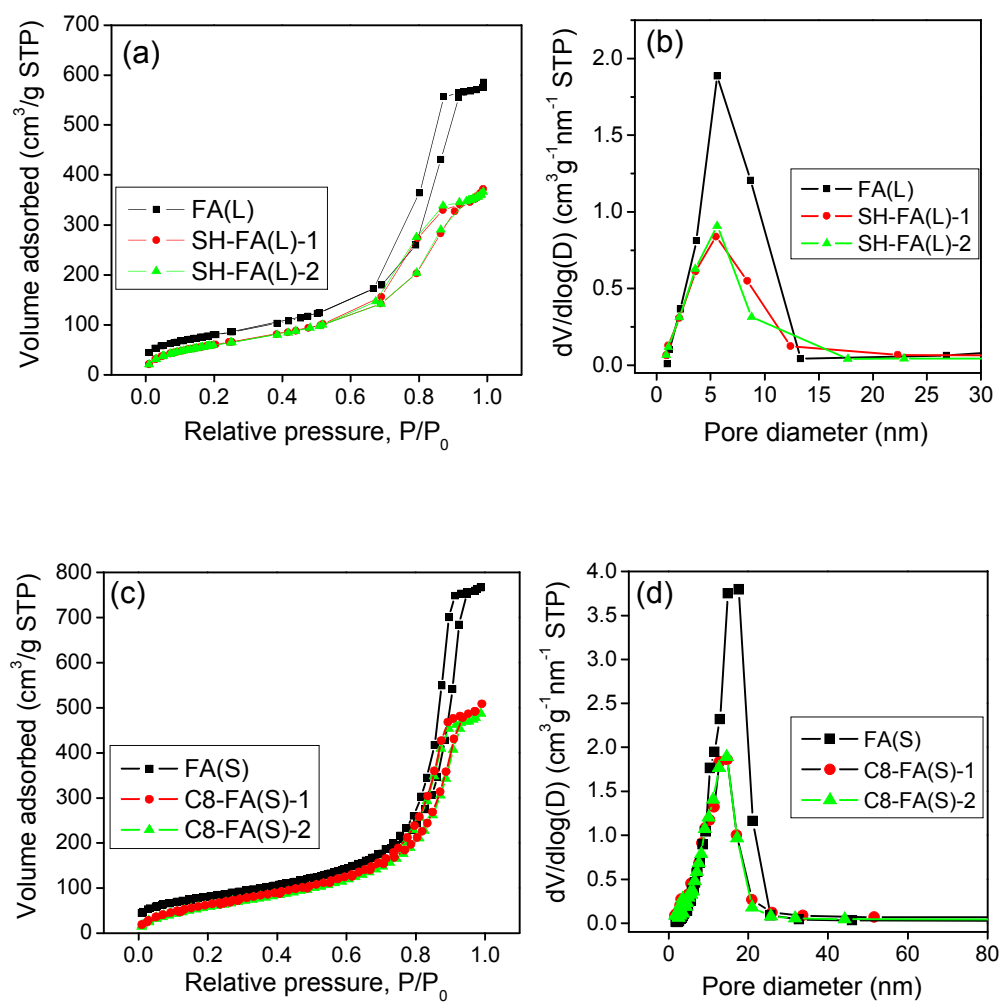 (a)
Volume adsorbed (cm³/g STP)
700
600
500
400
300
200
100
0
FA(L)
SH-FA(L)-1
SH-FA(L)-2
0.0 0.2 0.4 0.6 0.8 1.0
Relative pressure, P/P₀
(b)
dV/dlog(D) (cm³g⁻¹nm⁻¹ STP)
2.0
1.5
1.0
0.5
0.0
FA(L)
SH-FA(L)-1
SH-FA(L)-2
0 5 10 15 20 25 30
Pore diameter (nm)
(c)
Volume adsorbed (cm³/g STP)
800
700
600
500
400
300
200
100
0
FA(S)
C8-FA(S)-1
C8-FA(S)-2
0.0 0.2 0.4 0.6 0.8 1.0
Relative pressure, P/P₀
(d)
dV/dlog(D) (cm³g⁻¹nm⁻¹ STP)
4.0
3.5
3.0
2.5
2.0
1.5
1.0
0.5
0.0
FA(S)
C8-FA(S)-1
C8-FA(S)-2
0 20 40 60 80
Pore diameter (nm)